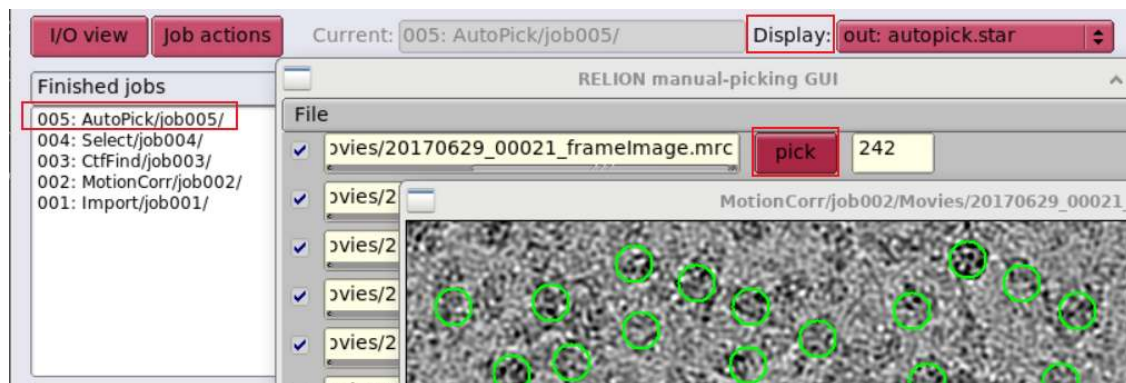 I/O view Job actions Current: 005: AutoPick/job005/ Display: out: autopick.star
Finished jobs
RELION manual-picking GUI
005: AutoPick/job005/
004: Select/job004/
003: CtfFind/job003/
002: MotionCorr/job002/
001: Import/job001/
File
ovies/20170629_00021_frameImage.mrc pick 242
ovies/2
MotionCorr/job002/Movies/20170629_00021_
ovies/2
ovies/2
ovies/2